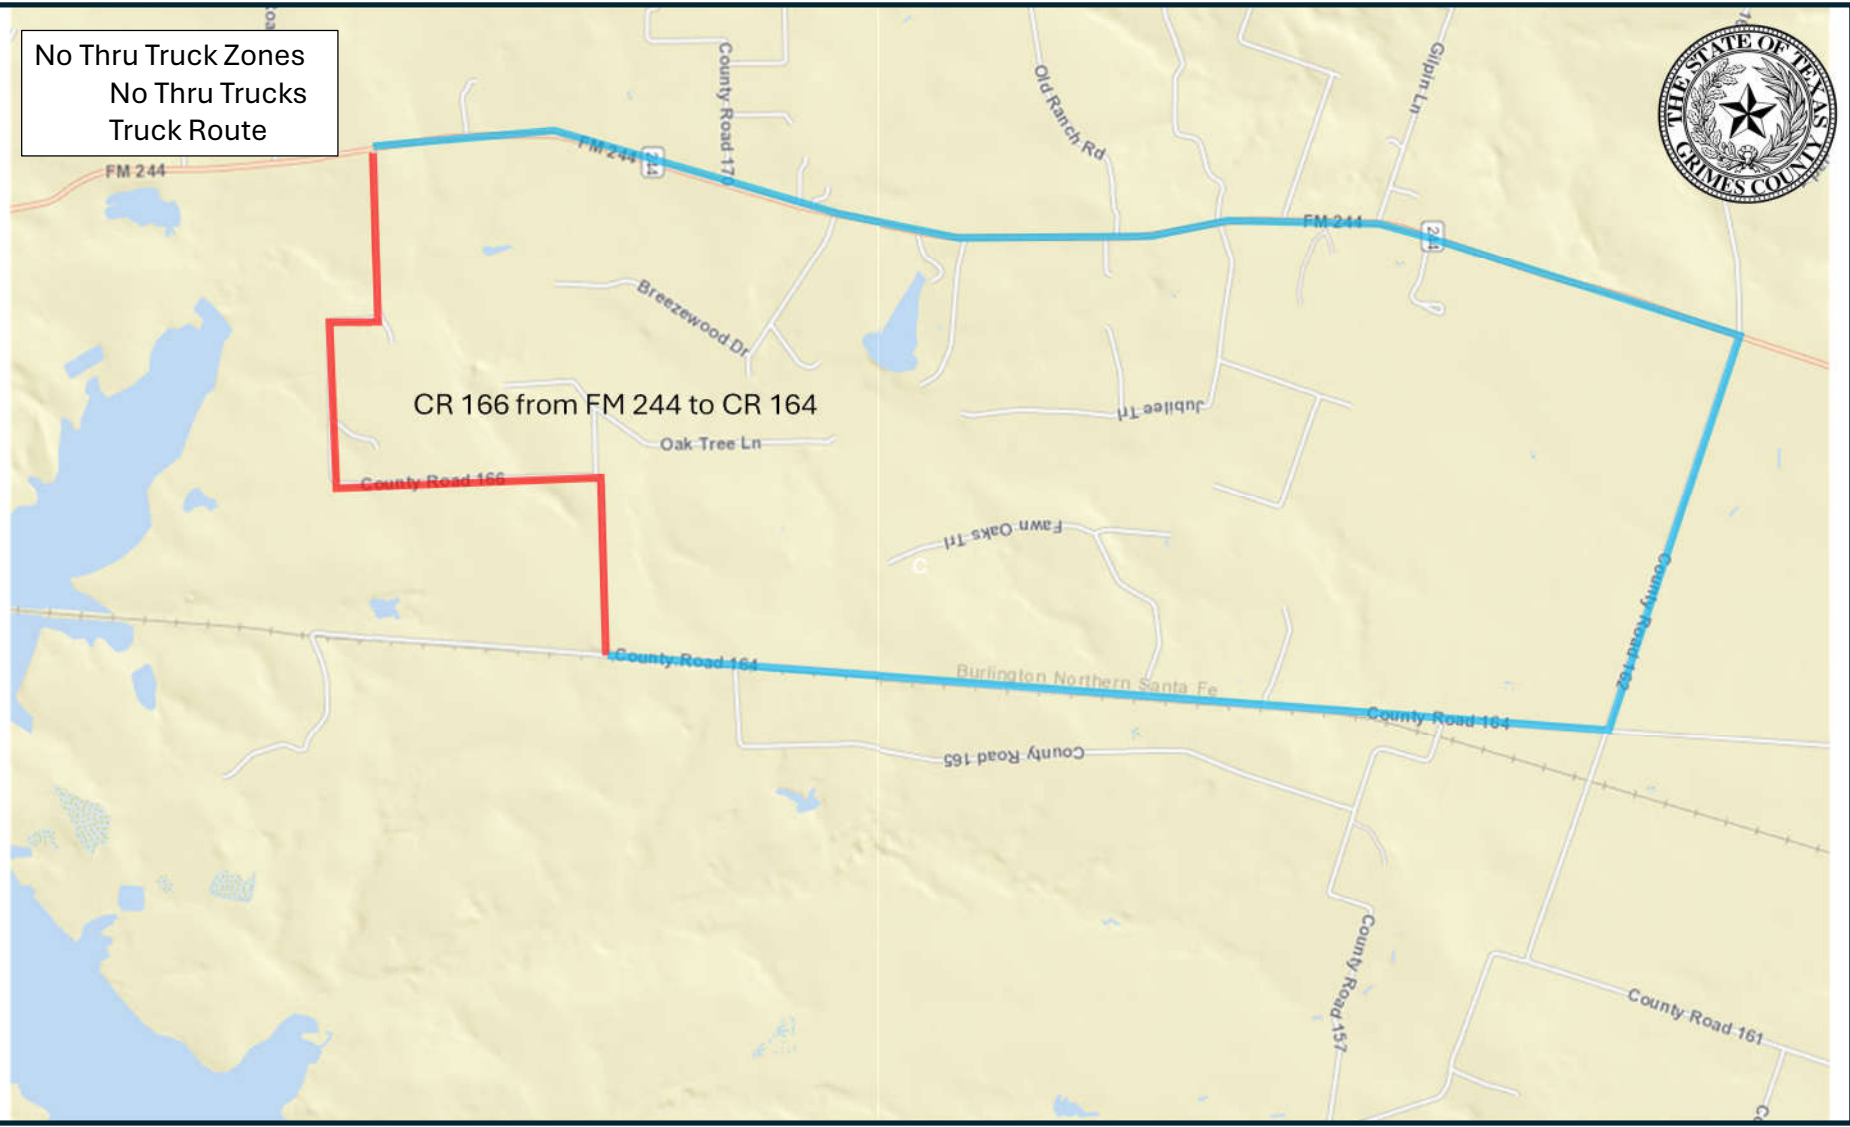 No Thru Truck Zones
No Thru Trucks
Truck Route
THE STATE OF TEXAS
GRIMES COUNTY
County Road 170
Old Ranch Rd
Gilpin Ln
FM 244
FM 244
244
FM 244
244
Breezewood Dr
CR 166 from FM 244 to CR 164
Jubilee Trl
Oak Tree Ln
County Road 166
Fawn Oaks Trl
C
County Road 162
County Road 164
Burlington Northern Santa Fe
County Road 164
County Road 165
County Road 157
County Road 161